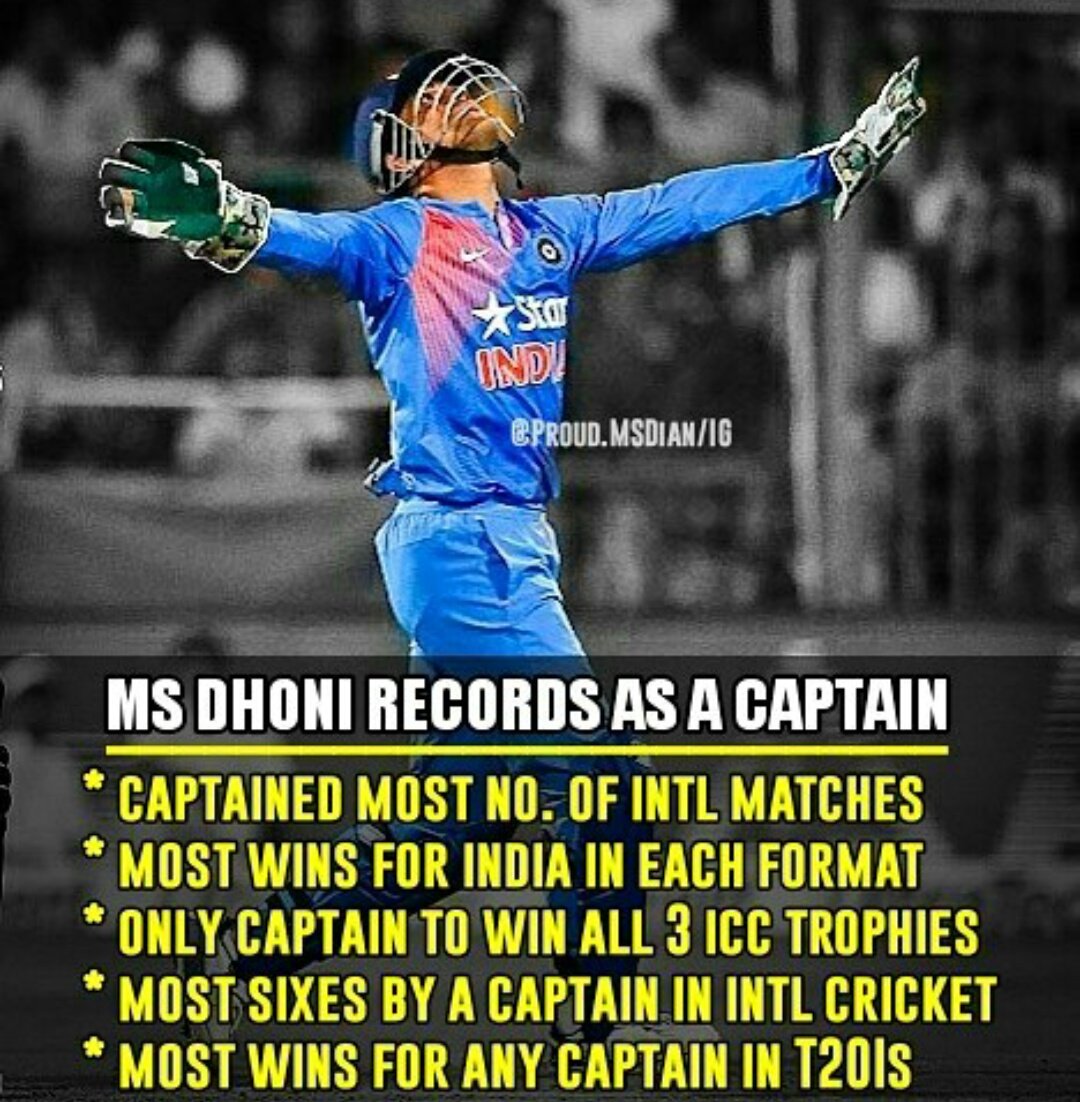 Star
INDIA
@PROUD.MSDIAN/IG
MS DHONI RECORDS AS A CAPTAIN
* CAPTAINED MOST NO. OF INTL MATCHES
* MOST WINS FOR INDIA IN EACH FORMAT
* ONLY CAPTAIN TO WIN ALL 3 ICC TROPHIES
* MOST SIXES BY A CAPTAIN IN INTL CRICKET
* MOST WINS FOR ANY CAPTAIN IN T20IS